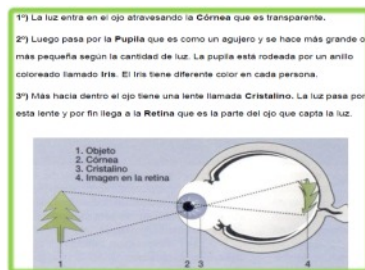 1º) La luz entra en el ojo atravesando la Córnea que es transparente.
2º) Luego pasa por la Pupila que es como un agujero y se hace más grande o
más pequeña según la cantidad de luz. La pupila está rodeada por un anillo
coloreado llamado Iris. El Iris tiene diferente color en cada persona.
3º) Más hacia dentro el ojo tiene una lente llamada Cristalino. La luz pasa por
esta lente y por fin llega a la Retina que es la parte del ojo que capta la luz.
1. Objeto
2. Córnea
3. Cristalino
4. Imagen en la retina
1 2 3 4